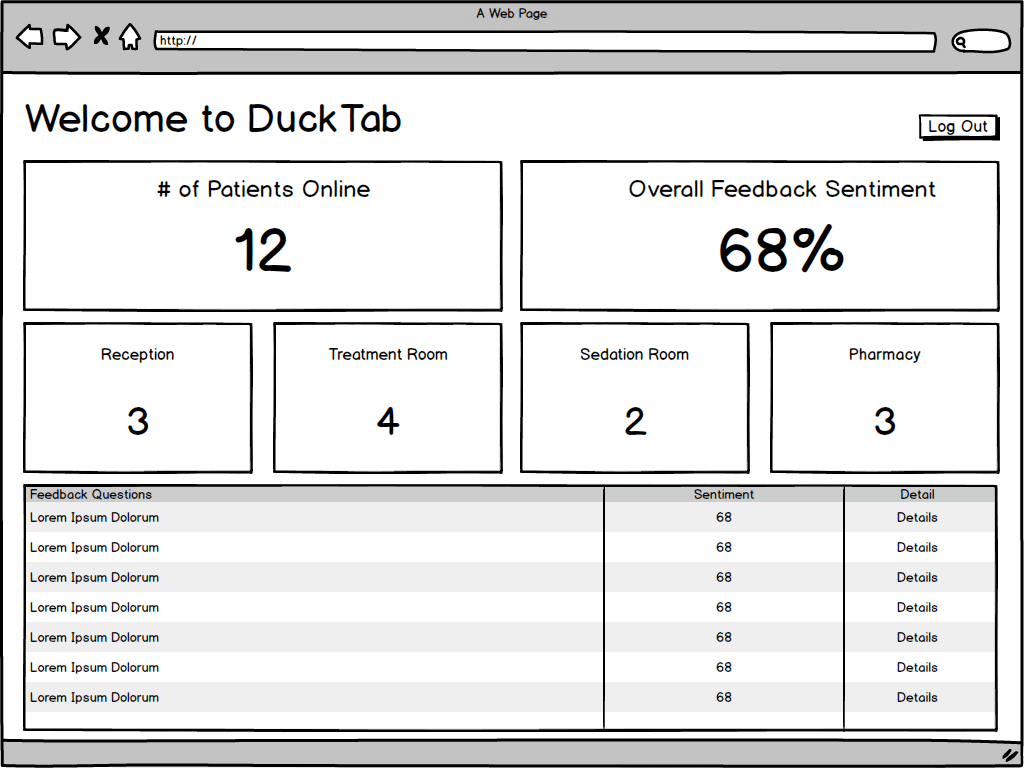 A Web Page
http://
Welcome to DuckTab
Log Out
# of Patients Online
12
Overall Feedback Sentiment
68%
Reception
3
Treatment Room
4
Sedation Room
2
Pharmacy
3
Feedback Questions Sentiment Detail
Lorem Ipsum Dolorum 68 Details
Lorem Ipsum Dolorum 68 Details
Lorem Ipsum Dolorum 68 Details
Lorem Ipsum Dolorum 68 Details
Lorem Ipsum Dolorum 68 Details
Lorem Ipsum Dolorum 68 Details
Lorem Ipsum Dolorum 68 Details